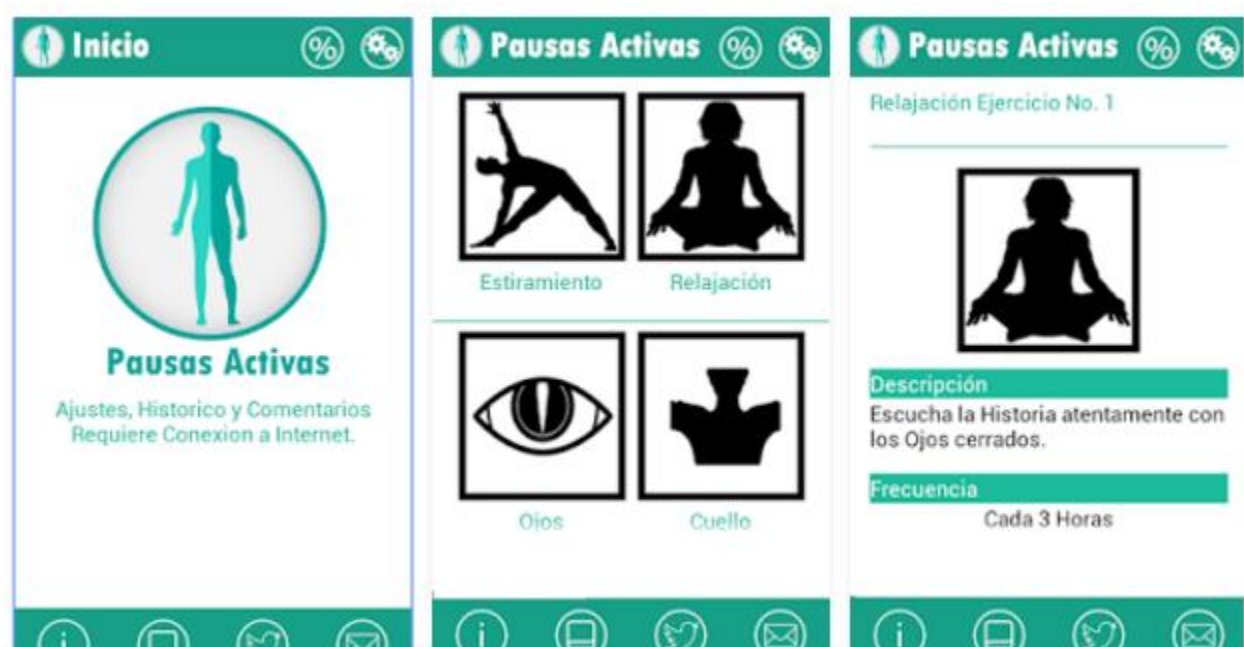 Inicio
%
Pausas Activas
Ajustes, Historico y Comentarios
Requiere Conexion a Internet.
i
Pausas Activas
%
Estiramiento
Relajación
Ojos
Cuello
i
Pausas Activas
%
Relajación Ejercicio No. 1
Descripción
Escucha la Historia atentamente con
los Ojos cerrados.
Frecuencia
Cada 3 Horas
i